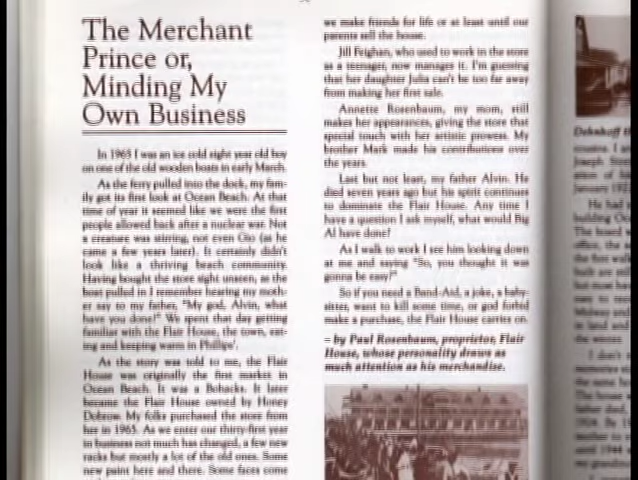 The Merchant
Prince or,
Minding My
Own Business
In 1965 I was an ice cold eight year old boy
on one of the old wooden boats in early March.
As the ferry pulled into the dock, my fam-
ily got its first look at Ocean Beach. At that
time of year it seemed like we were the first
people allowed back after a nuclear war. Not
a creature was stirring, not even Gio (as he
came a few years later). It certainly didn't
look like a thriving beach community.
Having bought the store sight unseen, as the
boat pulled in I remember hearing my moth-
er say to my father, "My god, Alvin, what
have you done!" We spent that day getting
familiar with the Flair House, the town, eat-
ing and keeping warm in Phillips'.
As the story was told to me, the Flair
House was originally the first market in
Ocean Beach. It was a Bohacks. It later
became the Flair House owned by Honey
Dobrow. My folks purchased the store from
her in 1965. As we enter our thirty-first year
in business not much has changed, a few new
racks but mostly a lot of the old ones. Some
new paint here and there. Some faces come
we make friends for life or at least until our
parents sell the house.
Jill Feighan, who used to work in the store
as a teenager, now manages it. I'm guessing
that her daughter Julia can't be too far away
from making her first sale.
Annette Rosenbaum, my mom, still
makes her appearances, giving the store that
special touch with her artistic prowess. My
brother Mark made his contributions over
the years.
Last but not least, my father Alvin. He
died seven years ago but his spirit continues
to dominate the Flair House. Any time I
have a question I ask myself, what would Big
Al have done?
As I walk to work I see him looking down
at me and saying "So, you thought it was
gonna be easy?"
So if you need a Band-Aid, a joke, a baby-
sitter, want to kill some time, or god forbid
make a purchase, the Flair House carries on.
– by Paul Rosenbaum, proprietor, Flair
House, whose personality draws as
much attention as his merchandise.